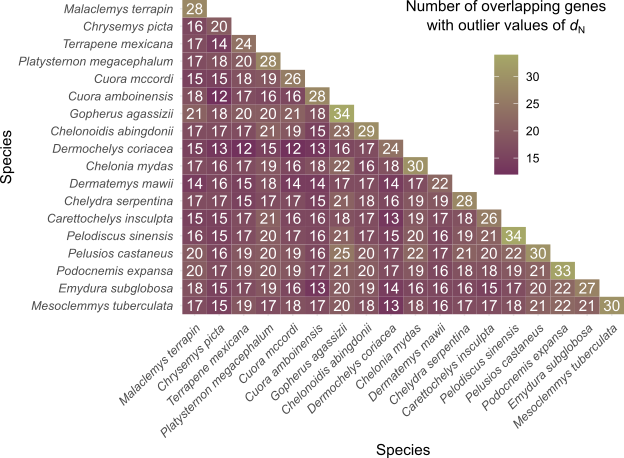 Number of overlapping genes
with outlier values of dN
30
25
20
15
Species
Malaclemys terrapin 28
Chrysemys picta 16 20
Terrapene mexicana 17 14 24
Platysternon megacephalum 17 18 20 28
Cuora mccordi 15 15 18 19 26
Cuora amboinensis 18 12 17 16 16 28
Gopherus agassizii 21 18 20 20 21 18 34
Chelonoidis abingdonii 17 17 17 21 19 15 23 29
Dermochelys coriacea 15 13 12 15 12 13 16 17 24
Chelonia mydas 17 16 17 19 16 18 22 16 18 30
Dermatemys mawii 14 16 15 18 14 14 17 17 14 17 22
Chelydra serpentina 17 17 15 17 17 15 21 18 16 19 19 28
Carettochelys insculpta 15 15 17 21 16 16 18 17 13 19 17 18 26
Pelodiscus sinensis 16 15 17 20 17 16 21 17 15 20 16 19 21 34
Pelusios castaneus 20 16 19 20 19 16 25 20 17 22 17 21 20 22 30
Podocnemis expansa 20 17 19 20 19 17 21 20 17 19 16 18 18 19 21 33
Emydura subglobosa 18 15 17 19 16 13 20 19 14 16 16 16 15 17 21 22 27
Mesoclemmys tuberculata 17 15 19 17 18 17 20 18 13 18 16 17 17 18 21 22 21 30
Malaclemys terrapin
Chrysemys picta
Terrapene mexicana
Platysternon megacephalum
Cuora mccordi
Cuora amboinensis
Gopherus agassizii
Chelonoidis abingdonii
Dermochelys coriacea
Chelonia mydas
Dermatemys mawii
Chelydra serpentina
Carettochelys insculpta
Pelodiscus sinensis
Pelusios castaneus
Podocnemis expansa
Emydura subglobosa
Mesoclemmys tuberculata
Species